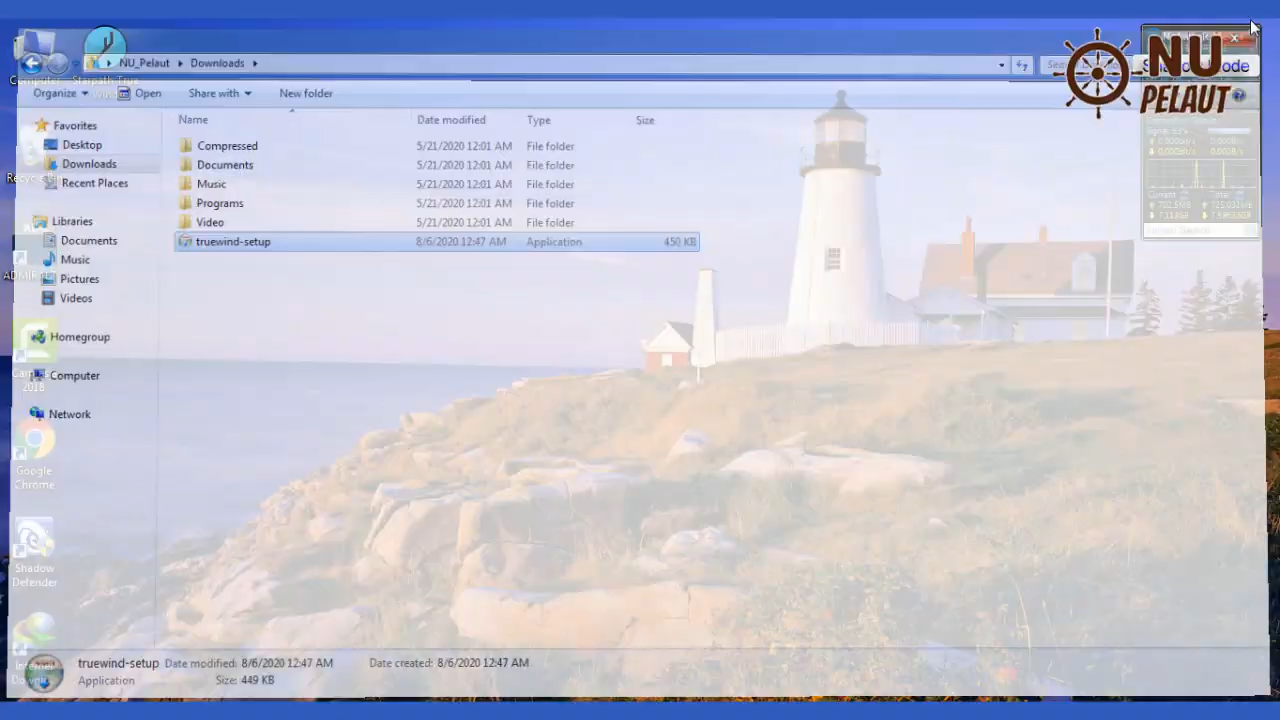 NU
PELAUT
NU_Pelaut
Downloads
Computer
Starpath True
Organize
Open
Share with
New folder
Name
Date modified
Type
Size
Favorites
Desktop
Downloads
Recent Places
Libraries
Documents
Music
Pictures
Videos
Homegroup
Computer
Network
Compressed 5/21/2020 12:01 AM File folder
Documents 5/21/2020 12:01 AM File folder
Music 5/21/2020 12:01 AM File folder
Programs 5/21/2020 12:01 AM File folder
Video 5/21/2020 12:01 AM File folder
truewind-setup 8/6/2020 12:47 AM Application 450 KB
2018
Google
Chrome
Shadow
Defender
truewind-setup Date modified: 8/6/2020 12:47 AM Date created: 8/6/2020 12:47 AM
Application Size: 449 KB